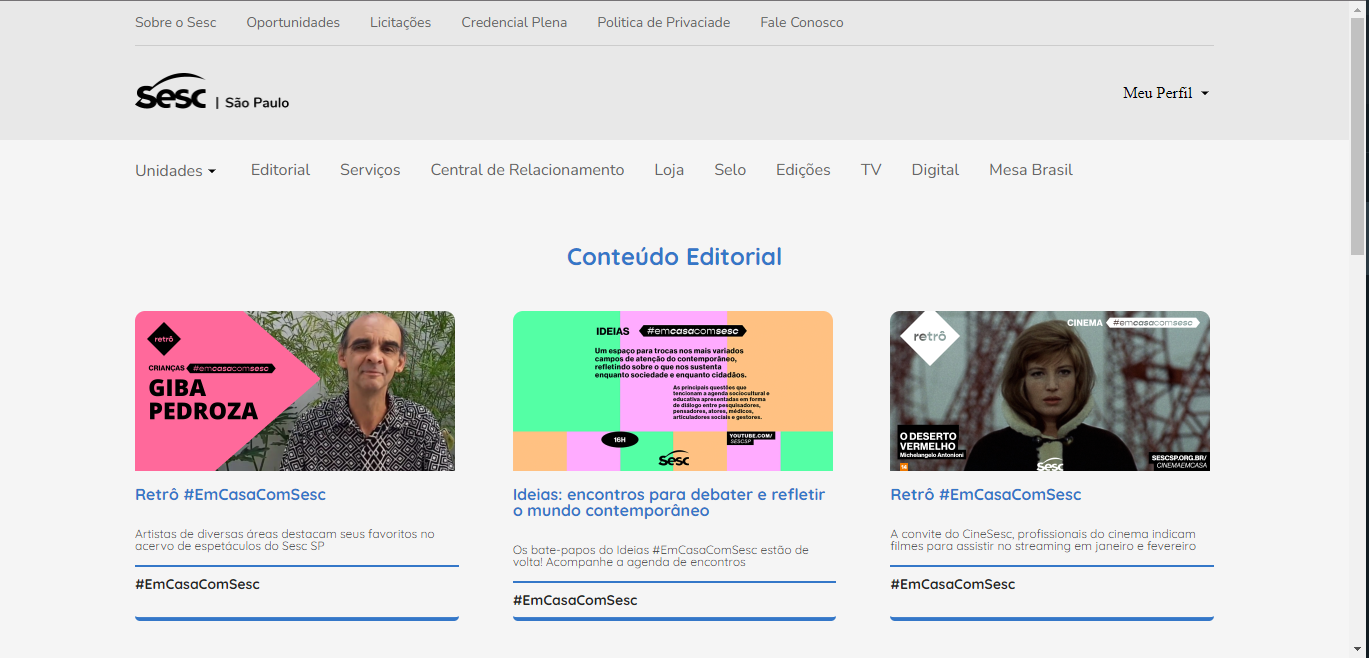 Sobre o Sesc Oportunidades Licitações Credencial Plena Politica de Privaciade Fale Conosco
Sesc | São Paulo
Meu Perfil
Unidades Editorial Serviços Central de Relacionamento Loja Selo Edições TV Digital Mesa Brasil
Conteúdo Editorial
retrô
CRIANÇAS #emcasacomsesc
GIBA
PEDROZA
Retrô #EmCasaComSesc
Artistas de diversas áreas destacam seus favoritos no
acervo de espetáculos do Sesc SP
#EmCasaComSesc
IDEIAS #emcasacomsesc
Um espaço para trocas nos mais variados
campos de atenção do contemporâneo,
refletindo sobre o que nos sustenta
enquanto sociedade e enquanto cidadãos.
As principais questões que
tencionam a agenda sociocultural e
educativa apresentadas em forma
de diálogo entre pesquisadores,
pensadores, atores, médicos,
articuladores sociais e gestores.
16H
YOUTUBE.COM/
SESCSP
Sesc
Ideias: encontros para debater e refletir
o mundo contemporâneo
Os bate-papos do Ideias #EmCasaComSesc estão de
volta! Acompanhe a agenda de encontros
#EmCasaComSesc
retrô
CINEMA #emcasacomsesc
O DESERTO
VERMELHO
Michelangelo Antonioni
Sesc
SESCSP.ORG.BR/
CINEMAEMCASA
Retrô #EmCasaComSesc
A convite do CineSesc, profissionais do cinema indicam
filmes para assistir no streaming em janeiro e fevereiro
#EmCasaComSesc